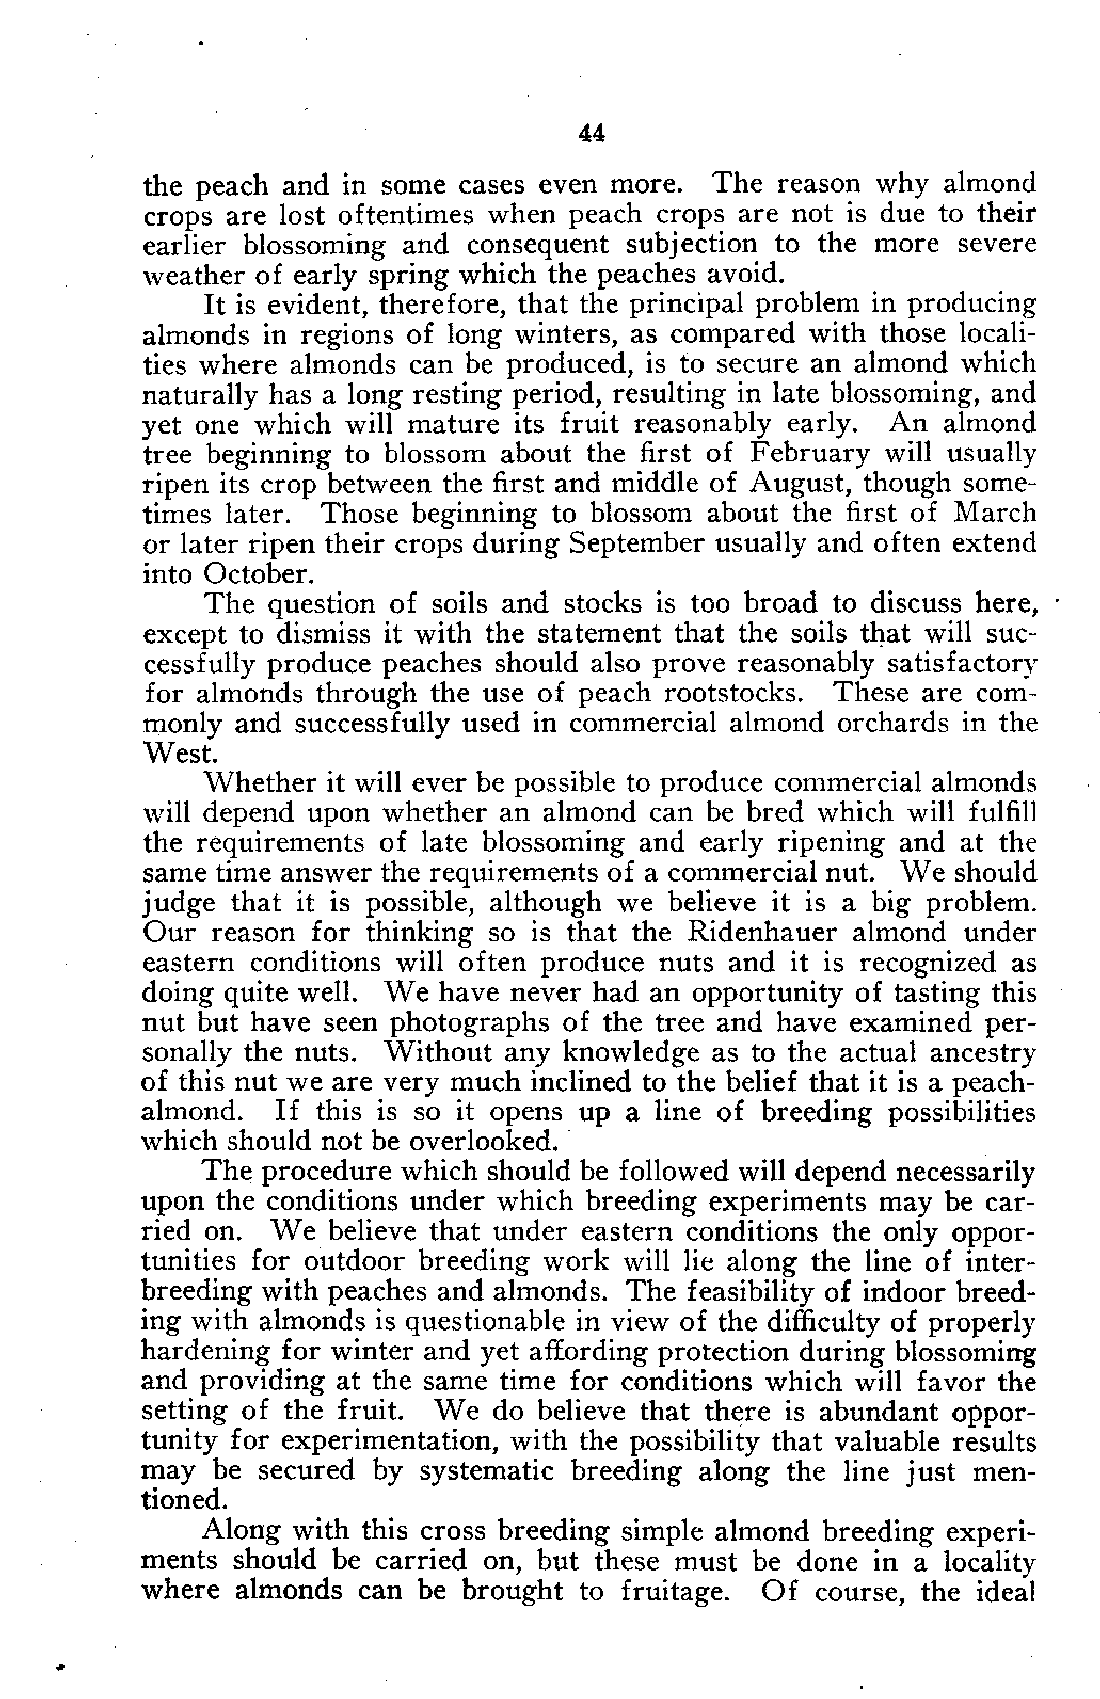 44
the peach and in some cases even more. The reason why almond
crops are lost oftentimes when peach crops are not is due to their
earlier blossoming and consequent subjection to the more severe
weather of early spring which the peaches avoid.
It is evident, therefore, that the principal problem in producing
almonds in regions of long winters, as compared with those locali-
ties where almonds can be produced, is to secure an almond which
naturally has a long resting period, resulting in late blossoming, and
yet one which will mature its fruit reasonably early. An almond
tree beginning to blossom about the first of February will usually
ripen its crop between the first and middle of August, though some-
times later. Those beginning to blossom about the first of March
or later ripen their crops during September usually and often extend
into October.
The question of soils and stocks is too broad to discuss here,
except to dismiss it with the statement that the soils that will suc-
cessfully produce peaches should also prove reasonably satisfactory
for almonds through the use of peach rootstocks. These are com-
monly and successfully used in commercial almond orchards in the
West.
Whether it will ever be possible to produce commercial almonds
will depend upon whether an almond can be bred which will fulfill
the requirements of late blossoming and early ripening and at the
same time answer the requirements of a commercial nut. We should
judge that it is possible, although we believe it is a big problem.
Our reason for thinking so is that the Ridenhauer almond under
eastern conditions will often produce nuts and it is recognized as
doing quite well. We have never had an opportunity of tasting this
nut but have seen photographs of the tree and have examined per-
sonally the nuts. Without any knowledge as to the actual ancestry
of this nut we are very much inclined to the belief that it is a peach-
almond. If this is so it opens up a line of breeding possibilities
which should not be overlooked.
The procedure which should be followed will depend necessarily
upon the conditions under which breeding experiments may be car-
ried on. We believe that under eastern conditions the only oppor-
tunities for outdoor breeding work will lie along the line of inter-
breeding with peaches and almonds. The feasibility of indoor breed-
ing with almonds is questionable in view of the difficulty of properly
hardening for winter and yet affording protection during blossoming
and providing at the same time for conditions which will favor the
setting of the fruit. We do believe that there is abundant oppor-
tunity for experimentation, with the possibility that valuable results
may be secured by systematic breeding along the line just men-
tioned.
Along with this cross breeding simple almond breeding experi-
ments should be carried on, but these must be done in a locality
where almonds can be brought to fruitage. Of course, the ideal